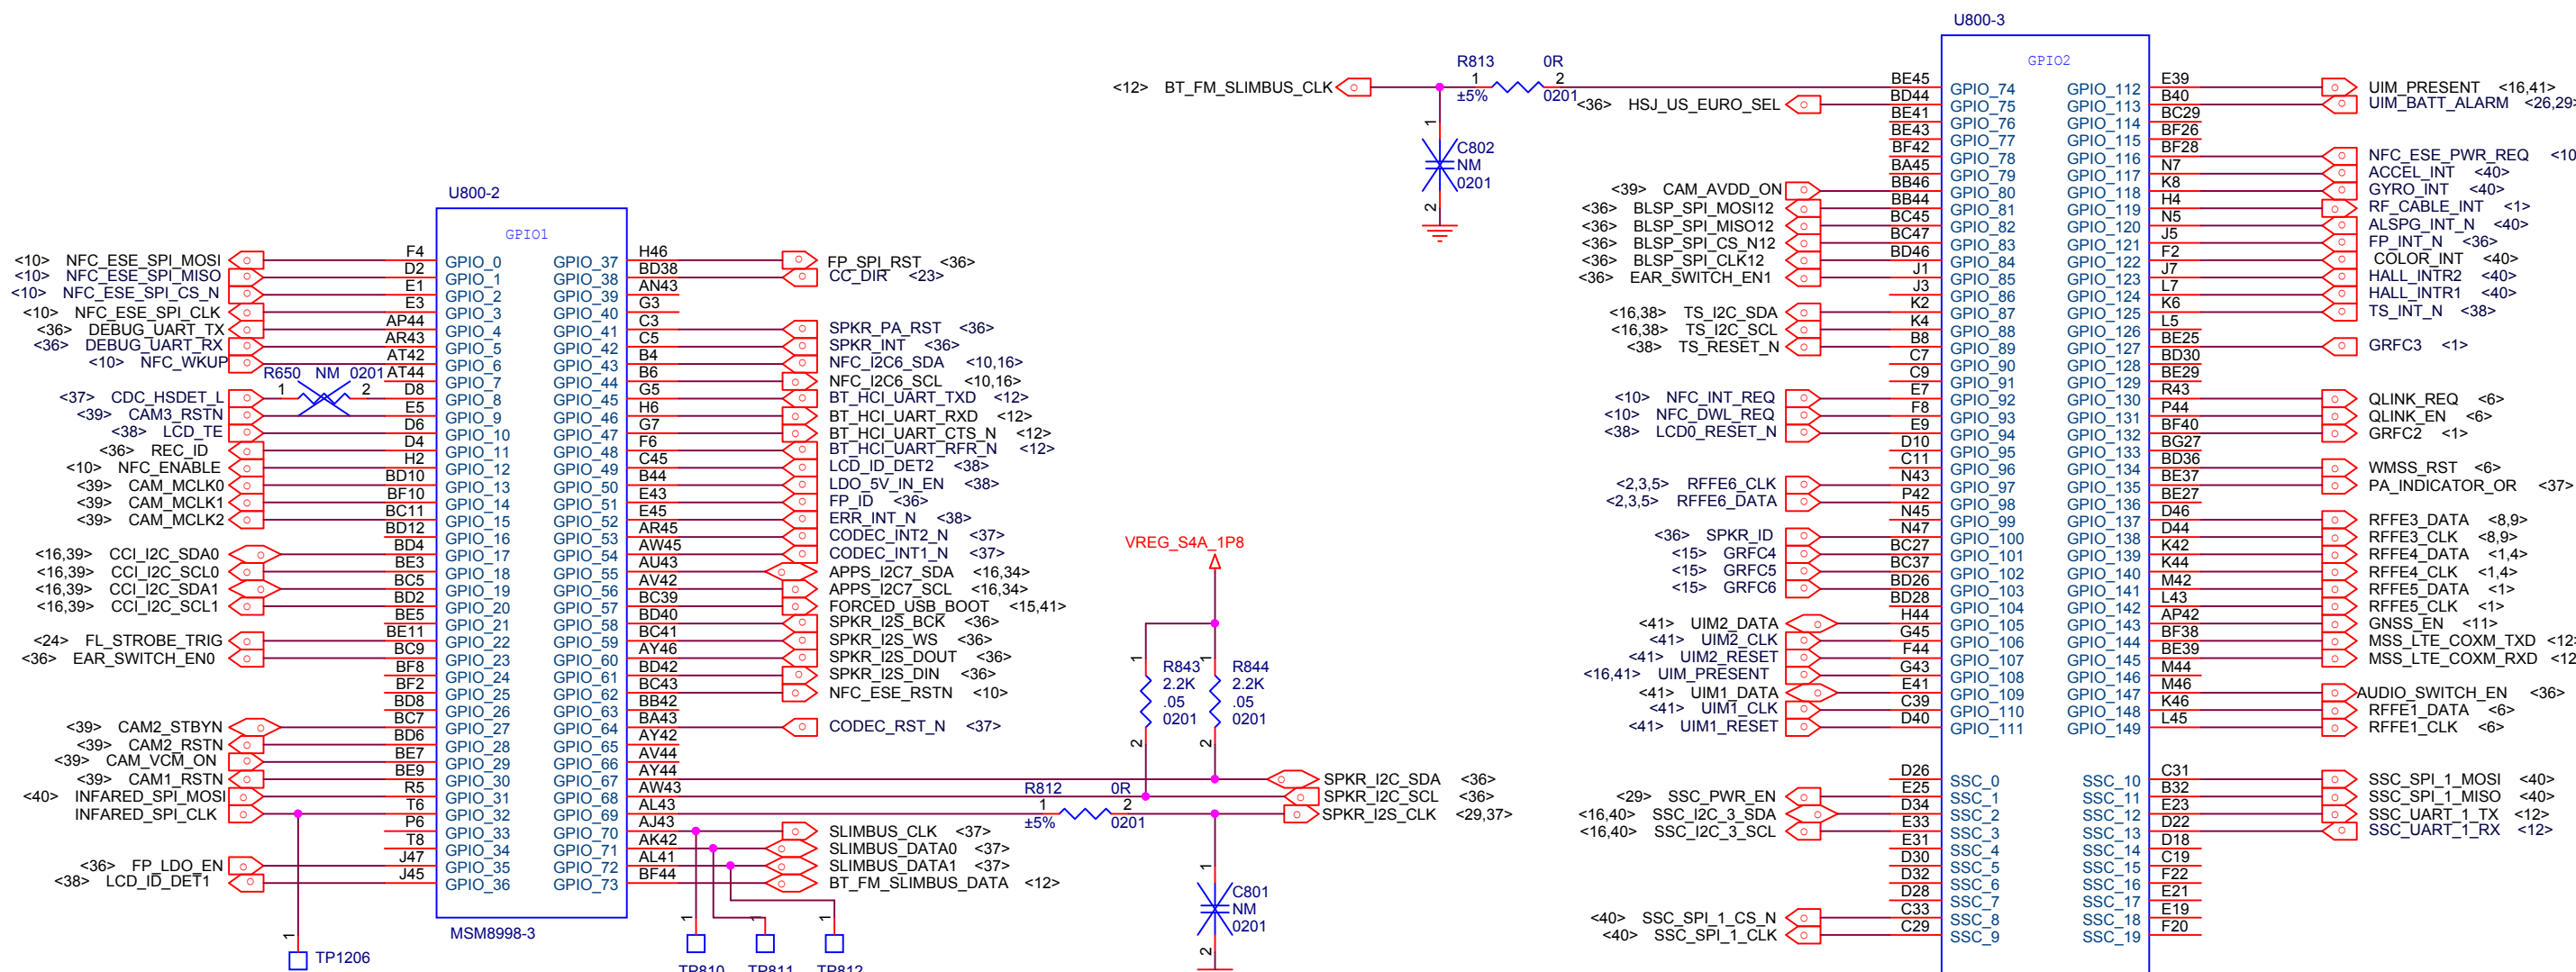 U800-2
GPIO1
<10> NFC_ESE_SPI_MOSI F4 GPIO_0 GPIO_37 H46 FP_SPI_RST <36>
<10> NFC_ESE_SPI_MISO D2 GPIO_1 GPIO_38 BD38 CC_DIR <23>
<10> NFC_ESE_SPI_CS_N E1 GPIO_2 GPIO_39 AN43
<10> NFC_ESE_SPI_CLK E3 GPIO_3 GPIO_40 G3
<36> DEBUG_UART_TX AP44 GPIO_4 GPIO_41 C3 SPKR_PA_RST <36>
<36> DEBUG_UART_RX AR43 GPIO_5 GPIO_42 C5 SPKR_INT <36>
<10> NFC_WKUP AT42 GPIO_6 GPIO_43 B4 NFC_I2C6_SDA <10,16>
R650 NM 0201 AT44 GPIO_7 GPIO_44 B6 NFC_I2C6_SCL <10,16>
<37> CDC_HSDET_L 1 2 D8 GPIO_8 GPIO_45 G5 BT_HCI_UART_TXD <12>
<39> CAM3_RSTN E5 GPIO_9 GPIO_46 H6 BT_HCI_UART_RXD <12>
<38> LCD_TE D6 GPIO_10 GPIO_47 G7 BT_HCI_UART_CTS_N <12>
<36> REC_ID D4 GPIO_11 GPIO_48 F6 BT_HCI_UART_RFR_N <12>
<10> NFC_ENABLE H2 GPIO_12 GPIO_49 C45 LCD_ID_DET2 <38>
<39> CAM_MCLK0 BD10 GPIO_13 GPIO_50 B44 LDO_5V_IN_EN <38>
<39> CAM_MCLK1 BF10 GPIO_14 GPIO_51 E43 FP_ID <36>
<39> CAM_MCLK2 BC11 GPIO_15 GPIO_52 E45 ERR_INT_N <38>
BD12 GPIO_16 GPIO_53 AR45 CODEC_INT2_N <37>
<16,39> CCI_I2C_SDA0 BD4 GPIO_17 GPIO_54 AW45 CODEC_INT1_N <37>
<16,39> CCI_I2C_SCL0 BE3 GPIO_18 GPIO_55 AU43 APPS_I2C7_SDA <16,34>
<16,39> CCI_I2C_SDA1 BC5 GPIO_19 GPIO_56 AV42 APPS_I2C7_SCL <16,34>
<16,39> CCI_I2C_SCL1 BD2 GPIO_20 GPIO_57 BC39 FORCED_USB_BOOT <15,41>
BE5 GPIO_21 GPIO_58 BD40 SPKR_I2S_BCK <36>
<24> FL_STROBE_TRIG BE11 GPIO_22 GPIO_59 BC41 SPKR_I2S_WS <36>
<36> EAR_SWITCH_EN0 BC9 GPIO_23 GPIO_60 AY46 SPKR_I2S_DOUT <36>
BF8 GPIO_24 GPIO_61 BD42 SPKR_I2S_DIN <36>
BF2 GPIO_25 GPIO_62 BC43 NFC_ESE_RSTN <10>
BD8 GPIO_26 GPIO_63 BB42
<39> CAM2_STBYN BC7 GPIO_27 GPIO_64 BA43 CODEC_RST_N <37>
<39> CAM2_RSTN BD6 GPIO_28 GPIO_65 AY42
<39> CAM_VCM_ON BE7 GPIO_29 GPIO_66 AV44
<39> CAM1_RSTN BE9 GPIO_30 GPIO_67 AY44 SPKR_I2C_SDA <36>
<40> INFARED_SPI_MOSI R5 GPIO_31 GPIO_68 AW43 SPKR_I2C_SCL <36>
INFARED_SPI_CLK T6 GPIO_32 GPIO_69 AL43 SPKR_I2S_CLK <29,37>
P6 GPIO_33 GPIO_70 AJ43 SLIMBUS_CLK <37>
T8 GPIO_34 GPIO_71 AK42 SLIMBUS_DATA0 <37>
<36> FP_LDO_EN J47 GPIO_35 GPIO_72 AL41 SLIMBUS_DATA1 <37>
<38> LCD_ID_DET1 J45 GPIO_36 GPIO_73 BF44 BT_FM_SLIMBUS_DATA <12>
MSM8998-3
1 TP1206
1 1 1
TP810 TP811 TP812
VREG_S4A_1P8
1 1
R843 R844
2.2K 2.2K
.05 .05
0201 0201
2 2
R812 0R
1 2
±5% 0201
1
C801
NM
0201
2
R813 0R
<12> BT_FM_SLIMBUS_CLK 1 2
±5% 0201
1
C802
NM
0201
2
U800-3
GPIO2
BE45 GPIO_74 GPIO_112 E39 UIM_PRESENT <16,41>
<36> HSJ_US_EURO_SEL BD44 GPIO_75 GPIO_113 B40 UIM_BATT_ALARM <26,29>
BE41 GPIO_76 GPIO_114 BC29
BE43 GPIO_77 GPIO_115 BF26
BF42 GPIO_78 GPIO_116 BF28 NFC_ESE_PWR_REQ <10
BA45 GPIO_79 GPIO_117 N7 ACCEL_INT <40>
<39> CAM_AVDD_ON BB46 GPIO_80 GPIO_118 K8 GYRO_INT <40>
<36> BLSP_SPI_MOSI12 BB44 GPIO_81 GPIO_119 H4 RF_CABLE_INT <1>
<36> BLSP_SPI_MISO12 BC45 GPIO_82 GPIO_120 N5 ALSPG_INT_N <40>
<36> BLSP_SPI_CS_N12 BC47 GPIO_83 GPIO_121 J5 FP_INT_N <36>
<36> BLSP_SPI_CLK12 BD46 GPIO_84 GPIO_122 F2 COLOR_INT <40>
<36> EAR_SWITCH_EN1 J1 GPIO_85 GPIO_123 J7 HALL_INTR2 <40>
J3 GPIO_86 GPIO_124 L7 HALL_INTR1 <40>
<16,38> TS_I2C_SDA K2 GPIO_87 GPIO_125 K6 TS_INT_N <38>
<16,38> TS_I2C_SCL K4 GPIO_88 GPIO_126 L5
<38> TS_RESET_N B8 GPIO_89 GPIO_127 BE25 GRFC3 <1>
C7 GPIO_90 GPIO_128 BD30
C9 GPIO_91 GPIO_129 BE29
<10> NFC_INT_REQ E7 GPIO_92 GPIO_130 R43 QLINK_REQ <6>
<10> NFC_DWL_REQ F8 GPIO_93 GPIO_131 P44 QLINK_EN <6>
<38> LCD0_RESET_N E9 GPIO_94 GPIO_132 BF40 GRFC2 <1>
D10 GPIO_95 GPIO_133 BG27
C11 GPIO_96 GPIO_134 BD36 WMSS_RST <6>
<2,3,5> RFFE6_CLK N43 GPIO_97 GPIO_135 BE37 PA_INDICATOR_OR <37>
<2,3,5> RFFE6_DATA P42 GPIO_98 GPIO_136 BE27
N45 GPIO_99 GPIO_137 D46 RFFE3_DATA <8,9>
<36> SPKR_ID N47 GPIO_100 GPIO_138 D44 RFFE3_CLK <8,9>
<15> GRFC4 BC27 GPIO_101 GPIO_139 K42 RFFE4_DATA <1,4>
<15> GRFC5 BC37 GPIO_102 GPIO_140 K44 RFFE4_CLK <1,4>
<15> GRFC6 BD26 GPIO_103 GPIO_141 M42 RFFE5_DATA <1>
BD28 GPIO_104 GPIO_142 L43 RFFE5_CLK <1>
<41> UIM2_DATA H44 GPIO_105 GPIO_143 AP42 GNSS_EN <11>
<41> UIM2_CLK G45 GPIO_106 GPIO_144 BF38 MSS_LTE_COXM_TXD <12>
<41> UIM2_RESET F44 GPIO_107 GPIO_145 BE39 MSS_LTE_COXM_RXD <12
<16,41> UIM_PRESENT G43 GPIO_108 GPIO_146 M44
<41> UIM1_DATA E41 GPIO_109 GPIO_147 M46 AUDIO_SWITCH_EN <36>
<41> UIM1_CLK C39 GPIO_110 GPIO_148 K46 RFFE1_DATA <6>
<41> UIM1_RESET D40 GPIO_111 GPIO_149 L45 RFFE1_CLK <6>
D26 SSC_0 SSC_10 C31 SSC_SPI_1_MOSI <40>
<29> SSC_PWR_EN E25 SSC_1 SSC_11 B32 SSC_SPI_1_MISO <40>
<16,40> SSC_I2C_3_SDA D34 SSC_2 SSC_12 E23 SSC_UART_1_TX <12>
<16,40> SSC_I2C_3_SCL E33 SSC_3 SSC_13 D22 SSC_UART_1_RX <12>
E31 SSC_4 SSC_14 D18
D30 SSC_5 SSC_15 C19
D32 SSC_6 SSC_16 F22
D28 SSC_7 SSC_17 E21
<40> SSC_SPI_1_CS_N C33 SSC_8 SSC_18 E19
<40> SSC_SPI_1_CLK C29 SSC_9 SSC_19 F20